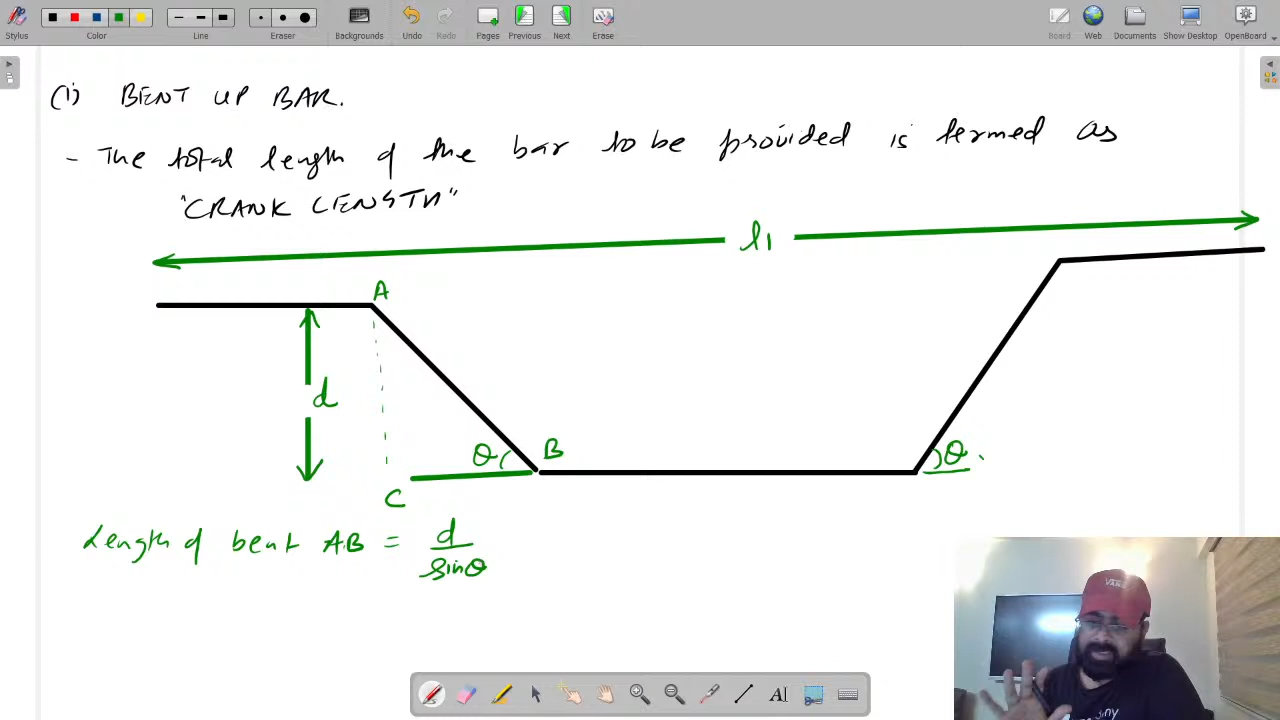 Stylus
Color
Line
Eraser
Backgrounds
Undo
Redo
Pages
Previous
Next
Erase
Board
Web
Documents
Show Desktop
OpenBoard
(i) BENT UP BAR.
- The total length of the bar to be provided is termed as
"CRANK LENGTH"
l1
A
d
θ
B
θ
C
Length of bent AB = d
sinθ
AI